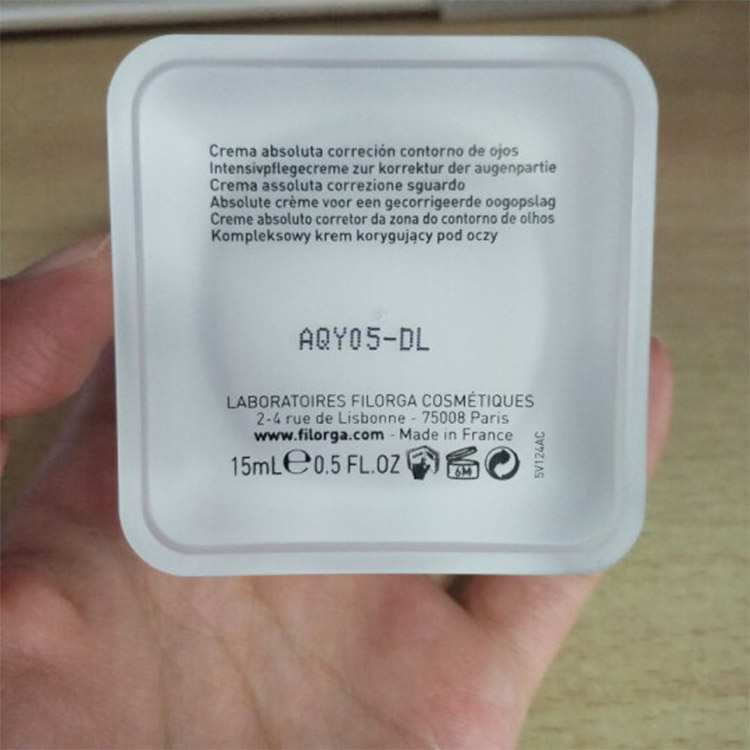 Crema absoluta correción contorno de ojos
Intensivpflegecreme zur korrektur der augenpartie
Crema assoluta correzione sguardo
Absolute crème voor een gecorrigeerde oogopslag
Creme absoluto corretor da zona do contorno de olhos
Kompleksowy krem korygujący pod oczy
AQY05-DL
LABORATOIRES FILORGA COSMÉTIQUES
2-4 rue de Lisbonne - 75008 Paris
www.filorga.com - Made in France
15mL℮0.5 FL.OZ 6M
5V124AC